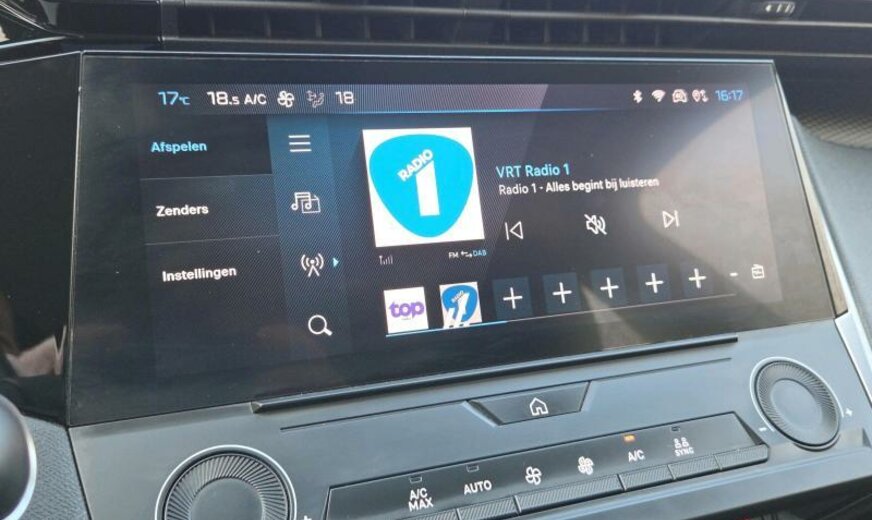 17°C 18.5 A/C 18 16:17
Afspelen
Zenders
Instellingen
RADIO
1
VRT Radio 1
Radio 1 - Alles begint bij luisteren
FM DAB
top
RADIO
A/C
MAX
AUTO
A/C
SYNC